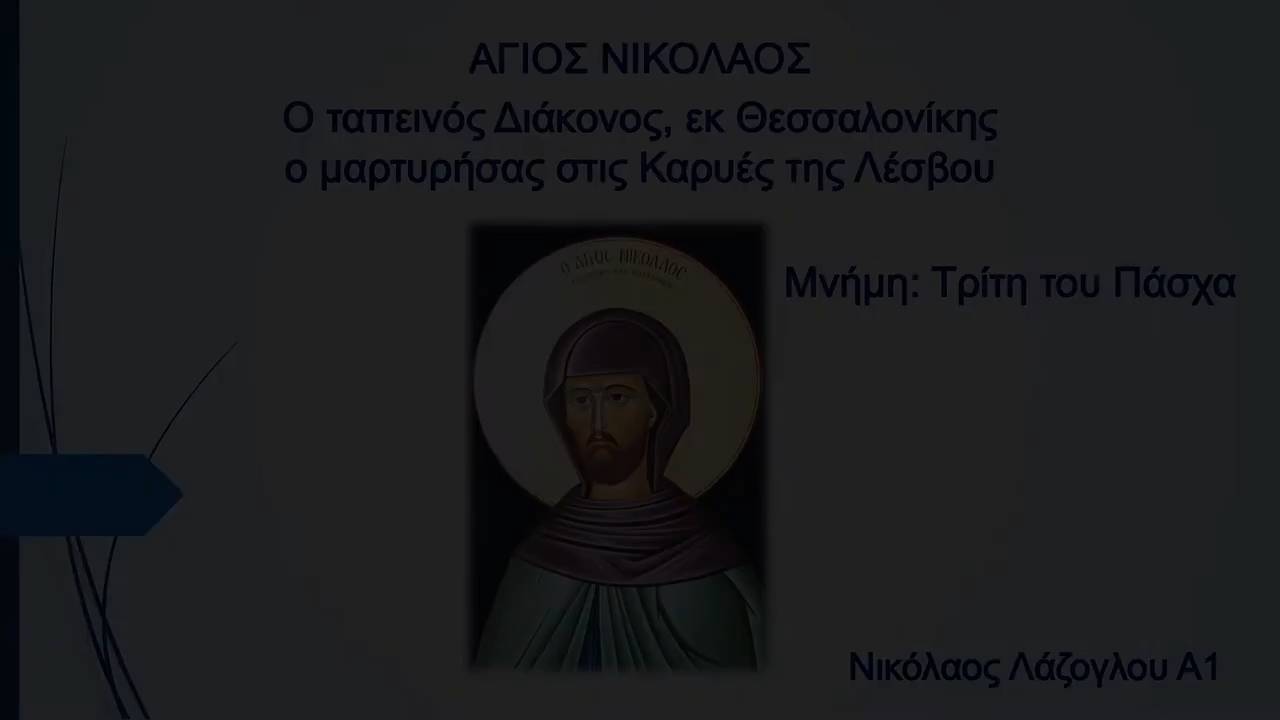 ΑΓΙΟΣ ΝΙΚΟΛΑΟΣ
Ο ταπεινός Διάκονος, εκ Θεσσαλονίκης
ο μαρτυρήσας στις Καρυές της Λέσβου
Ο ΑΓΙΟΣ ΝΙΚΟΛΑΟΣ
Μνήμη: Τρίτη του Πάσχα
Νικόλαος Λάζογλου Α1